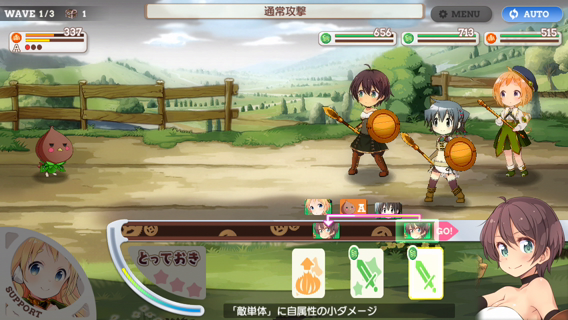 WAVE 1/3 1
通常攻撃
MENU
AUTO
337
A
656
713
515
A
GO!
とっておき
SUPPORT
「敵単体」に自属性の小ダメージ